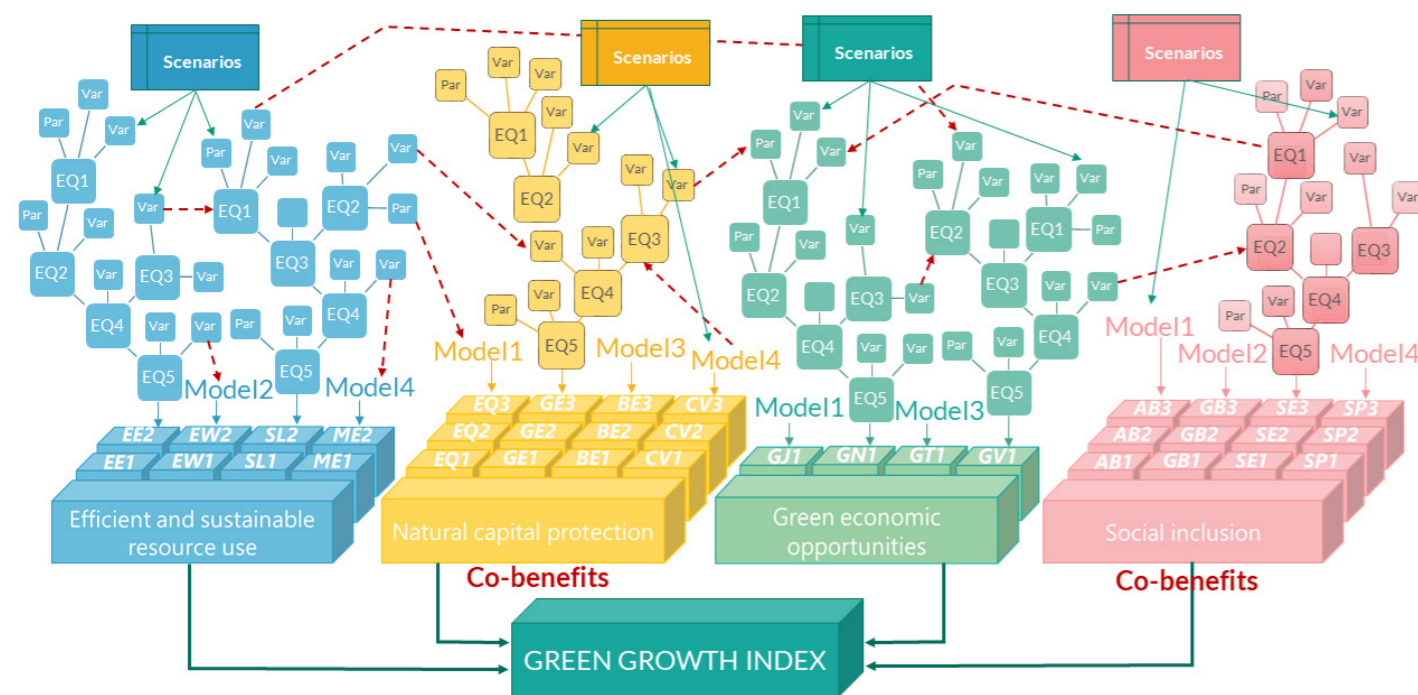 Scenarios
Scenarios
Scenarios
Scenarios
Var
Par
Var
EQ1
Par
Var
Var
EQ2
Var
EQ3
Var
EQ4
Var
Var
EQ5
Var
Par
Var
Var
Var
EQ1
EQ2
Par
EQ3
Var
Var
EQ4
Par
Var
EQ5
Model2
Model4
Var
Var
Par
Var
EQ1
Var
Var
Var
EQ2
EQ3
Var
Var
EQ4
Var
Par
EQ5
Model1
Model3
Model4
Var
Par
Var
EQ1
Par
Var
Var
EQ2
EQ3
Var
EQ4
Var
Var
EQ5
Var
Var
Var
Par
Var
EQ2
EQ1
Par
EQ3
Var
Var
EQ4
Var
Par
EQ5
Model1
Model3
Var
Par
Var
EQ1
Var
Par
Var
EQ2
EQ3
EQ4
Var
Par
EQ5
Model1
Model2
Model4
EE2 EW2 SL2 ME2
EE1 EW1 SL1 ME1
Efficient and sustainable
resource use
EQ3 GE3 BE3 CV3
EQ2 GE2 BE2 CV2
EQ1 GE1 BE1 CV1
Natural capital protection
GJ1 GN1 GT1 GV1
Green economic
opportunities
AB3 GB3 SE3 SP3
AB2 GB2 SE2 SP2
AB1 GB1 SE1 SP1
Social inclusion
Co-benefits
Co-benefits
GREEN GROWTH INDEX